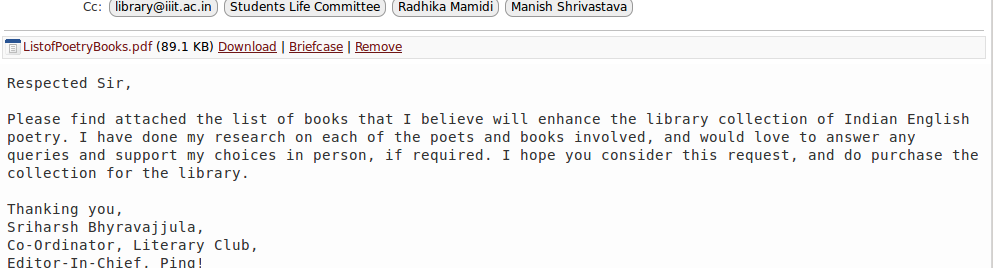 Cc: library@iiit.ac.in Students Life Committee Radhika Mamidi Manish Shrivastava
ListofPoetryBooks.pdf (89.1 KB) Download | Briefcase | Remove
Respected Sir,
Please find attached the list of books that I believe will enhance the library collection of Indian English
poetry. I have done my research on each of the poets and books involved, and would love to answer any
queries and support my choices in person, if required. I hope you consider this request, and do purchase the
collection for the library.
Thanking you,
Sriharsh Bhyravajjula,
Co-Ordinator, Literary Club,
Editor-In-Chief, Ping!